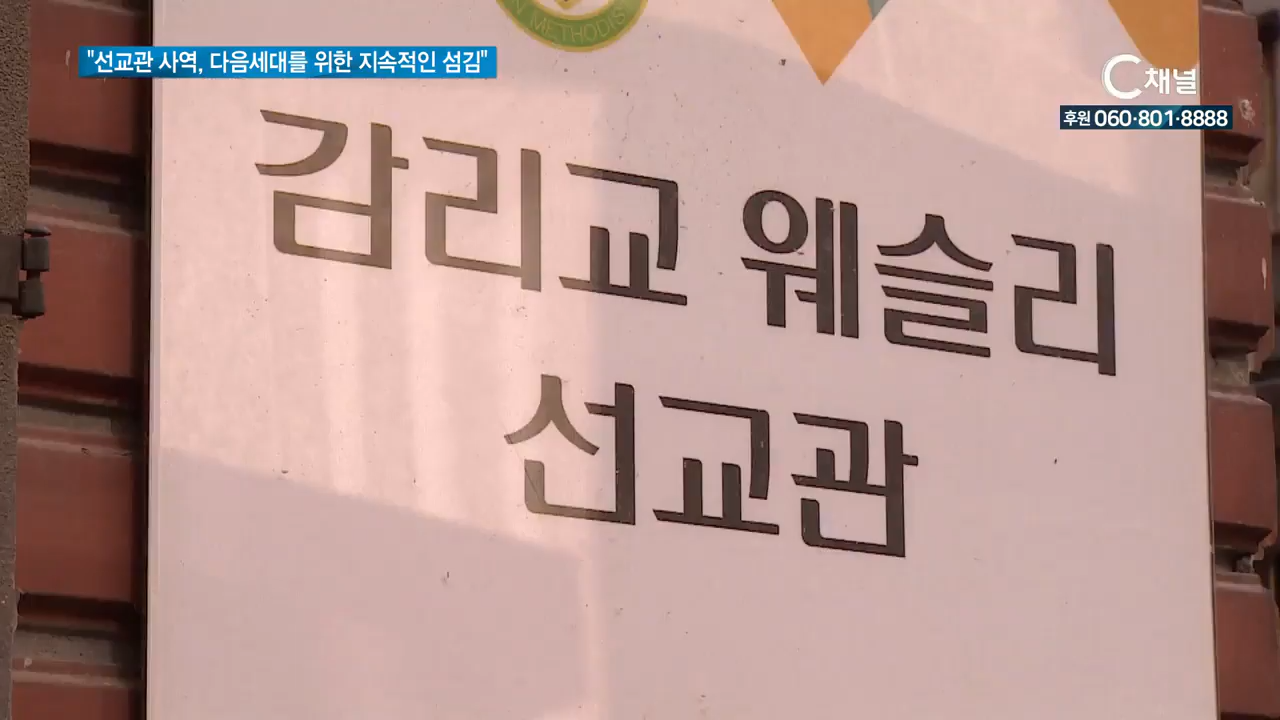 METHODIS
"선교관 사역, 다음세대를 위한 지속적인 섬김"
C채널
후원 060·801·8888
감리교 웨슬리
선교관